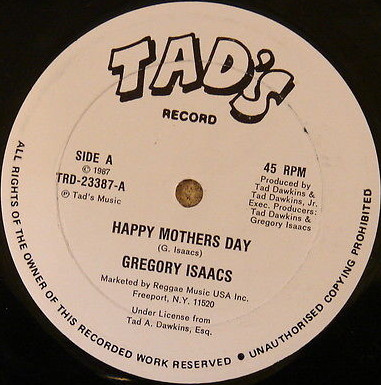 TAD'S
RECORD
SIDE A
© 1987
TRD-23387-A
℗ Tad's Music
45 RPM
Produced by
Tad Dawkins &
Tad Dawkins, Jr.
Exec. Producers:
Tad Dawkins &
Gregory Isaacs
HAPPY MOTHERS DAY
(G. Isaacs)
GREGORY ISAACS
Marketed by Reggae Music USA Inc.
Freeport, N.Y. 11520
Under License from
Tad A. Dawkins, Esq.
ALL RIGHTS OF THE OWNER OF THIS RECORDED WORK RESERVED ● UNAUTHORISED COPYING PROHIBITED